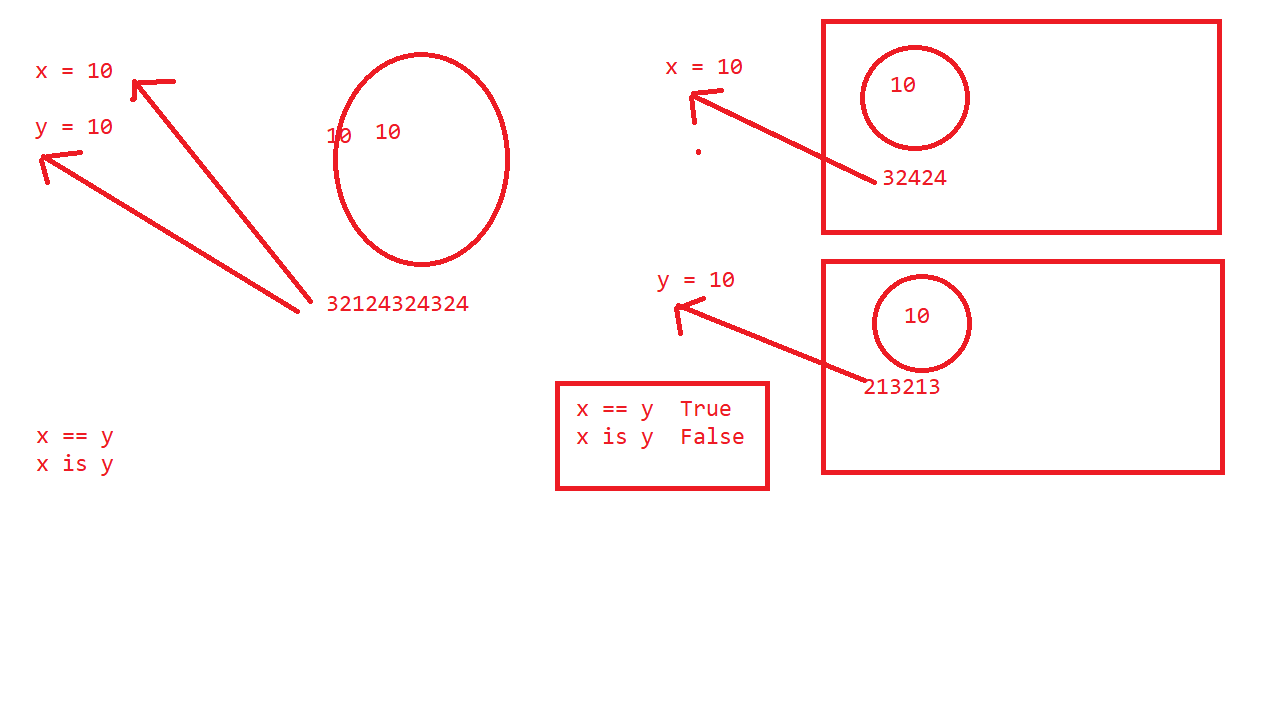 x = 10
y = 10
10 10
32124324324
x == y
x is y
x = 10
10
32424
y = 10
10
213213
x == y True
x is y False